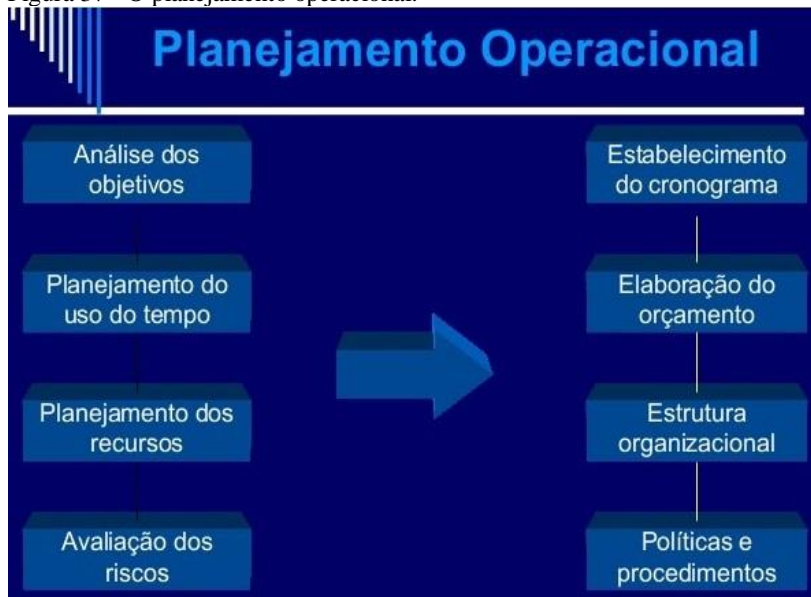 Planejamento Operacional
Análise dos
objetivos
Planejamento do
uso do tempo
Planejamento dos
recursos
Avaliação dos
riscos
Estabelecimento
do cronograma
Elaboração do
orçamento
Estrutura
organizacional
Políticas e
procedimentos